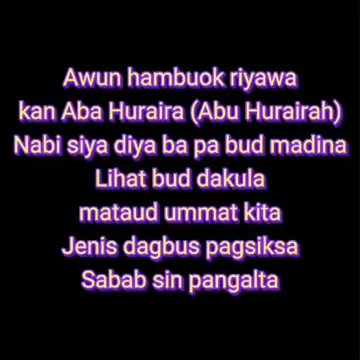 Awun hambuok riyawa
kan Aba Huraira (Abu Hurairah)
Nabi siya diya ba pa bud madina
Lihat bud dakula
mataud ummat kita
Jenis dagbus pagsiksa
Sabab sin pangalta